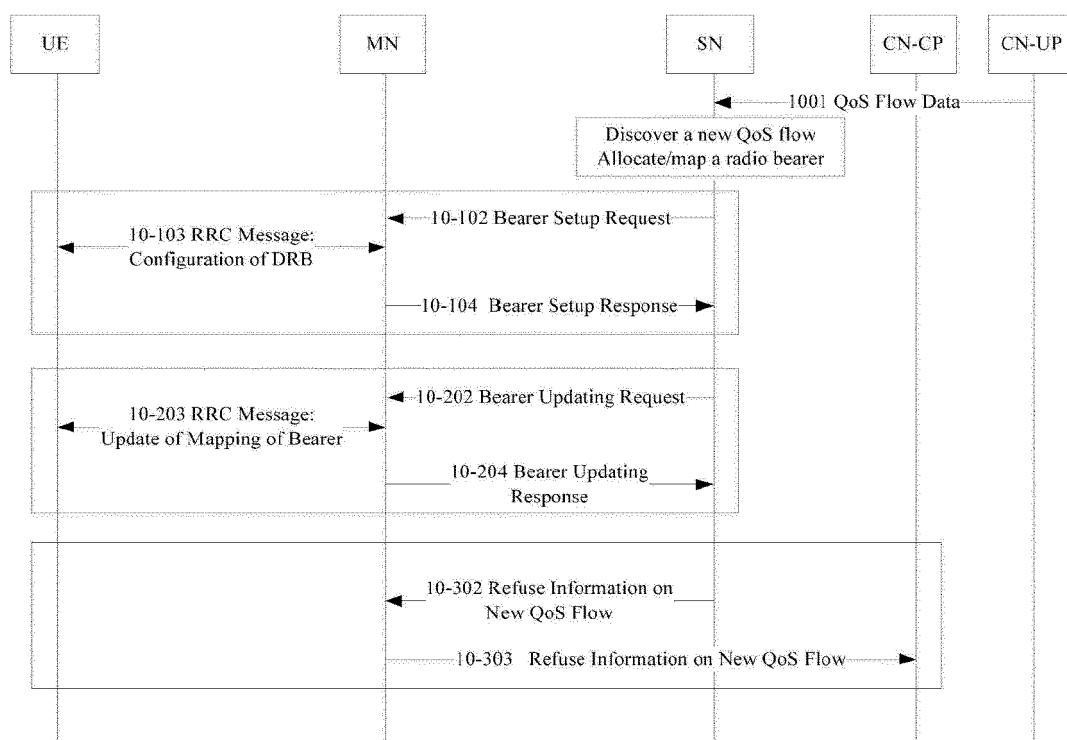 UE
MN
SN
CN-CP
CN-UP
1001 QoS Flow Data
Discover a new QoS flow
Allocate/map a radio bearer
10-102 Bearer Setup Request
10-103 RRC Message:
Configuration of DRB
10-104 Bearer Setup Response
10-202 Bearer Updating Request
10-203 RRC Message:
Update of Mapping of Bearer
10-204 Bearer Updating
Response
10-302 Refuse Information on
New QoS Flow
10-303 Refuse Information on New QoS Flow